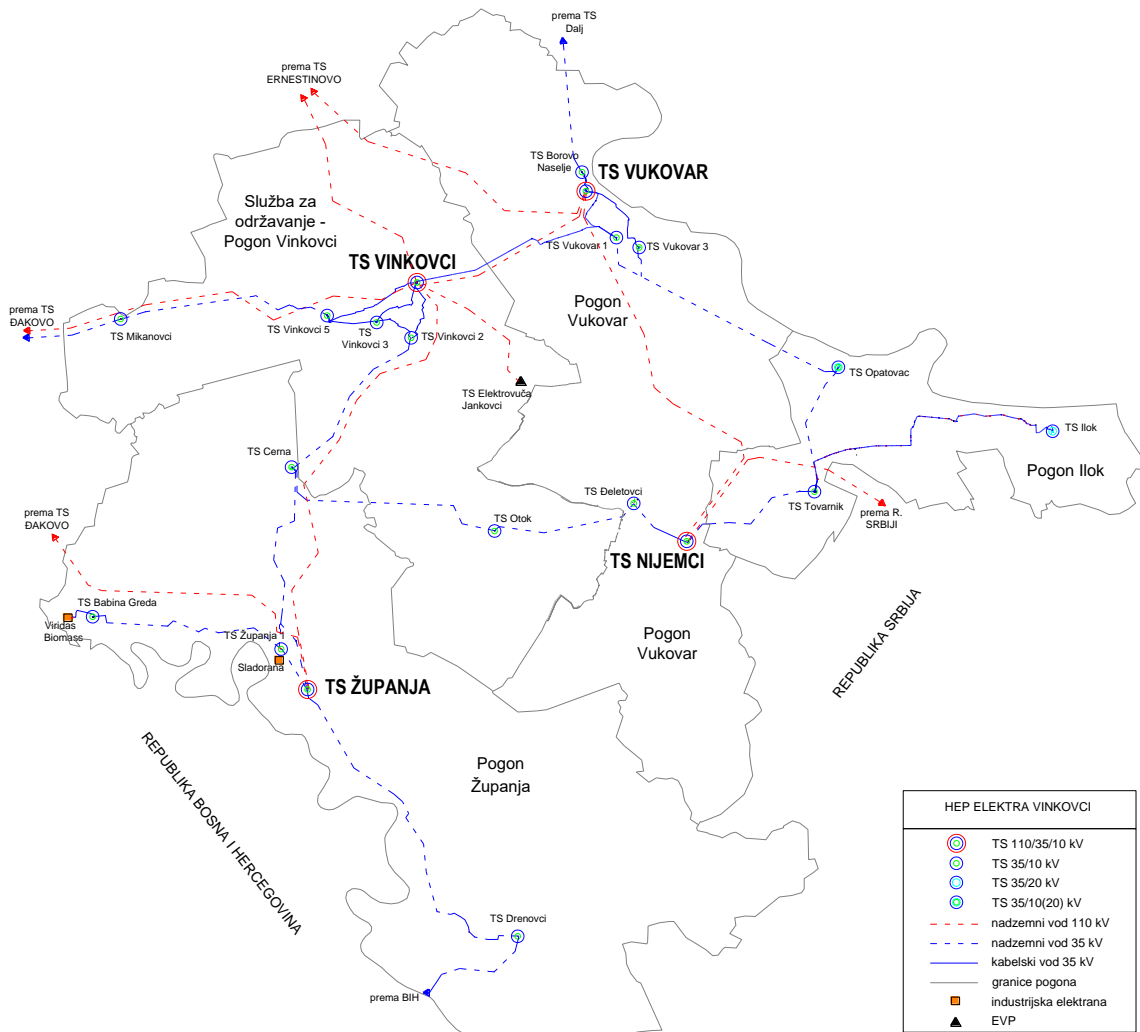 prema TS
Dalj
prema TS
ERNESTINOVO
TS Borovo
Naselje
TS VUKOVAR
Služba za
održavanje -
Pogon Vinkovci
TS Vukovar 1
TS Vukovar 3
TS VINKOVCI
Pogon
Vukovar
prema TS
ĐAKOVO
TS Mikanovci
TS Vinkovci 5
TS
Vinkovci 3
TS Vinkovci 2
TS Opatovac
TS Elektrovuča
Jankovci
TS Ilok
Pogon Ilok
TS Cerna
TS Đeletovci
TS Tovarnik
prema R.
SRBIJI
prema TS
ĐAKOVO
TS Otok
TS NIJEMCI
TS Babina Greda
Viridas
Biomass
TS Županja 1
Sladorana
Pogon
Vukovar
REPUBLIKA SRBIJA
TS ŽUPANJA
REPUBLIKA BOSNA I HERCEGOVINA
Pogon
Županja
TS Drenovci
prema BIH
HEP ELEKTRA VINKOVCI
TS 110/35/10 kV
TS 35/10 kV
TS 35/20 kV
TS 35/10(20) kV
nadzemni vod 110 kV
nadzemni vod 35 kV
kabelski vod 35 kV
granice pogona
industrijska elektrana
EVP